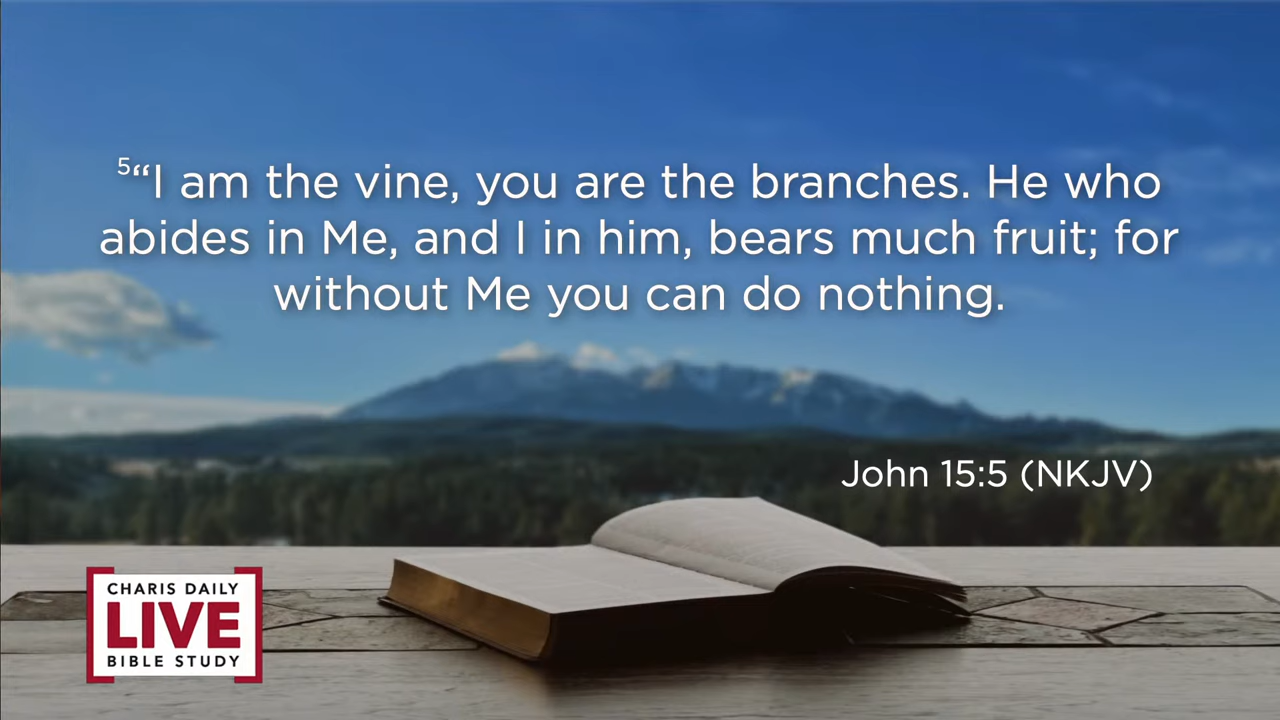 5“I am the vine, you are the branches. He who
abides in Me, and I in him, bears much fruit; for
without Me you can do nothing.
John 15:5 (NKJV)
CHARIS DAILY
LIVE
BIBLE STUDY